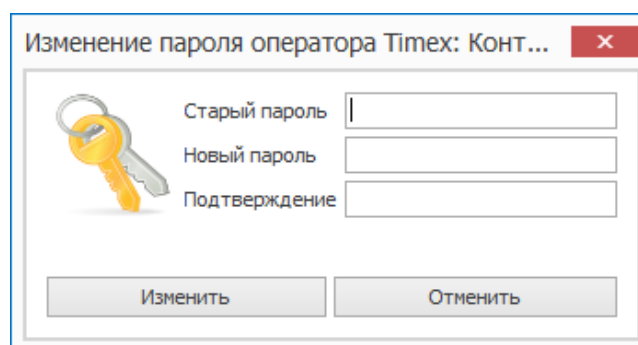 Изменение пароля оператора Timex: Конт...
Старый пароль
Новый пароль
Подтверждение
Изменить
Отменить